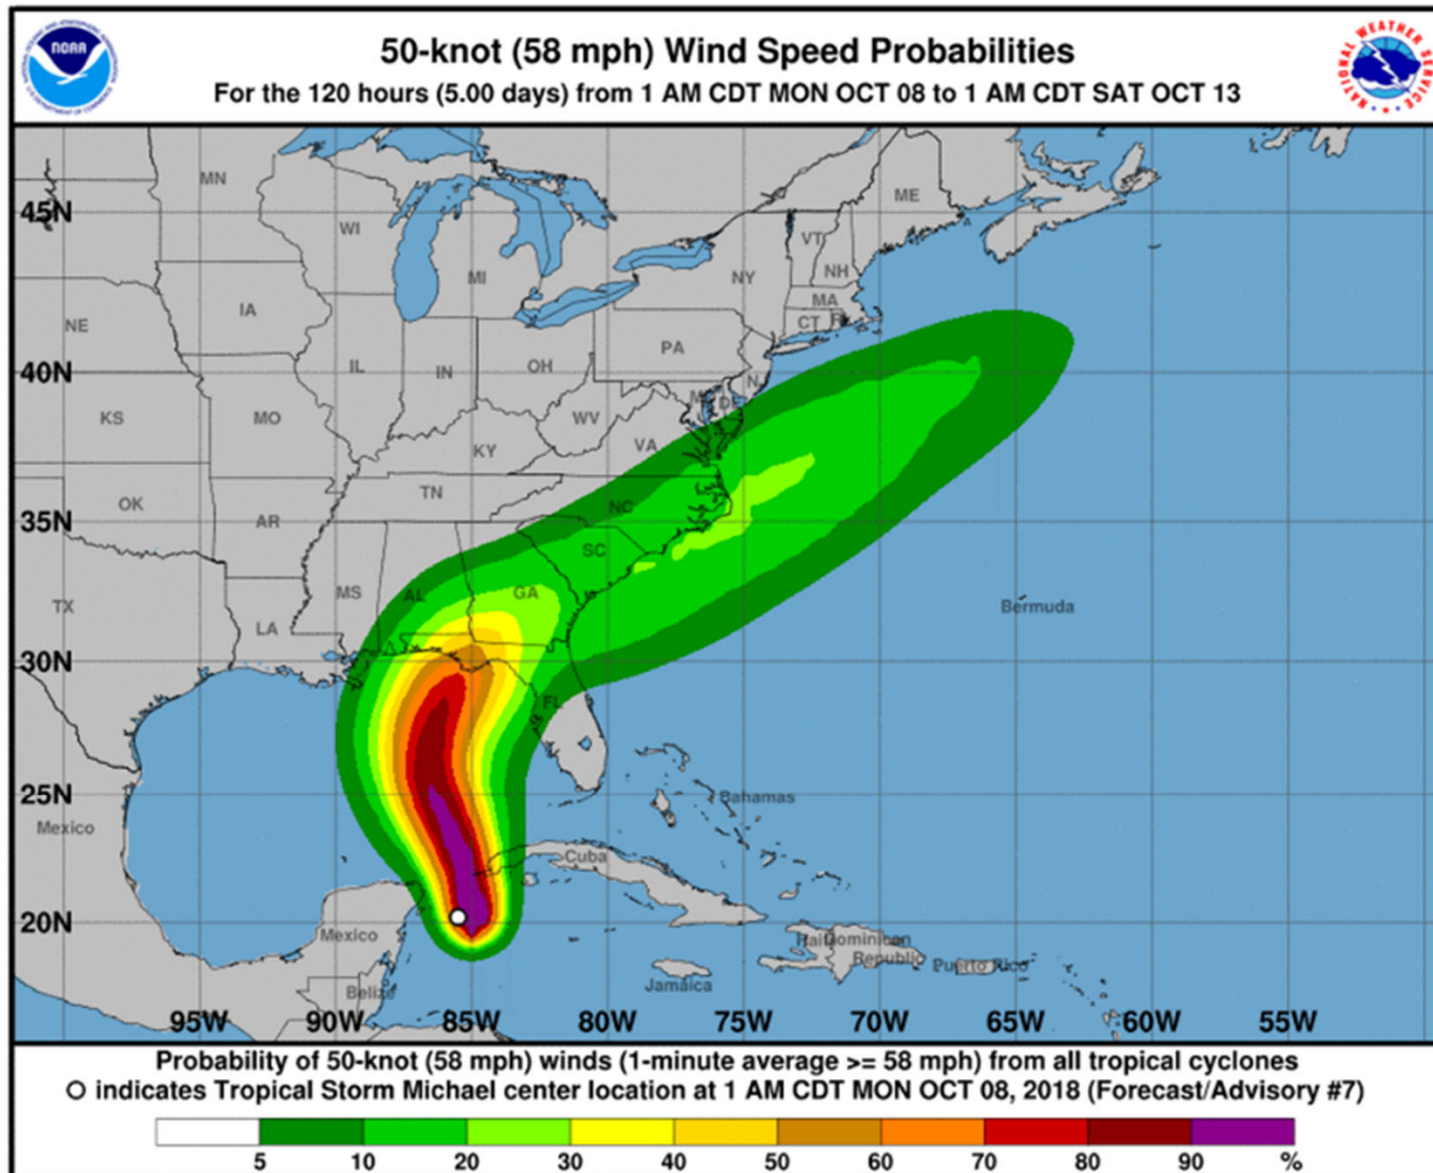 50-knot (58 mph) Wind Speed Probabilities
For the 120 hours (5.00 days) from 1 AM CDT MON OCT 08 to 1 AM CDT SAT OCT 13
NOAA
NATIONAL WEATHER SERVICE
MN
ME
45N
WI
VT
NH
MI
NY
MA
IA
CT
NE
PA
40N
IL
IN
OH
KS
MO
WV
VA
KY
TN
OK
NC
35N
AR
SC
MS
AL
GA
TX
LA
Bermuda
30N
FL
25N
Bahamas
Mexico
Cuba
20N
Mexico
Haiti
Dominican
Republic
Puerto Rico
Jamaica
Belize
95W 90W 85W 80W 75W 70W 65W 60W 55W
Probability of 50-knot (58 mph) winds (1-minute average >= 58 mph) from all tropical cyclones
O indicates Tropical Storm Michael center location at 1 AM CDT MON OCT 08, 2018 (Forecast/Advisory #7)
5 10 20 30 40 50 60 70 80 90 %